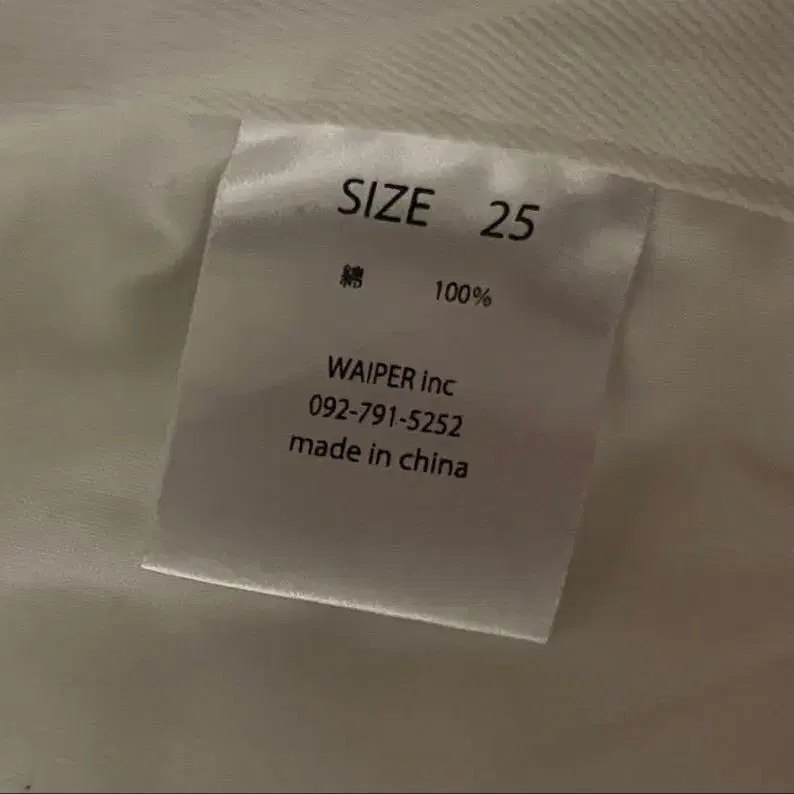 SIZE 25
綿 100%
WAIPER inc
092-791-5252
made in china